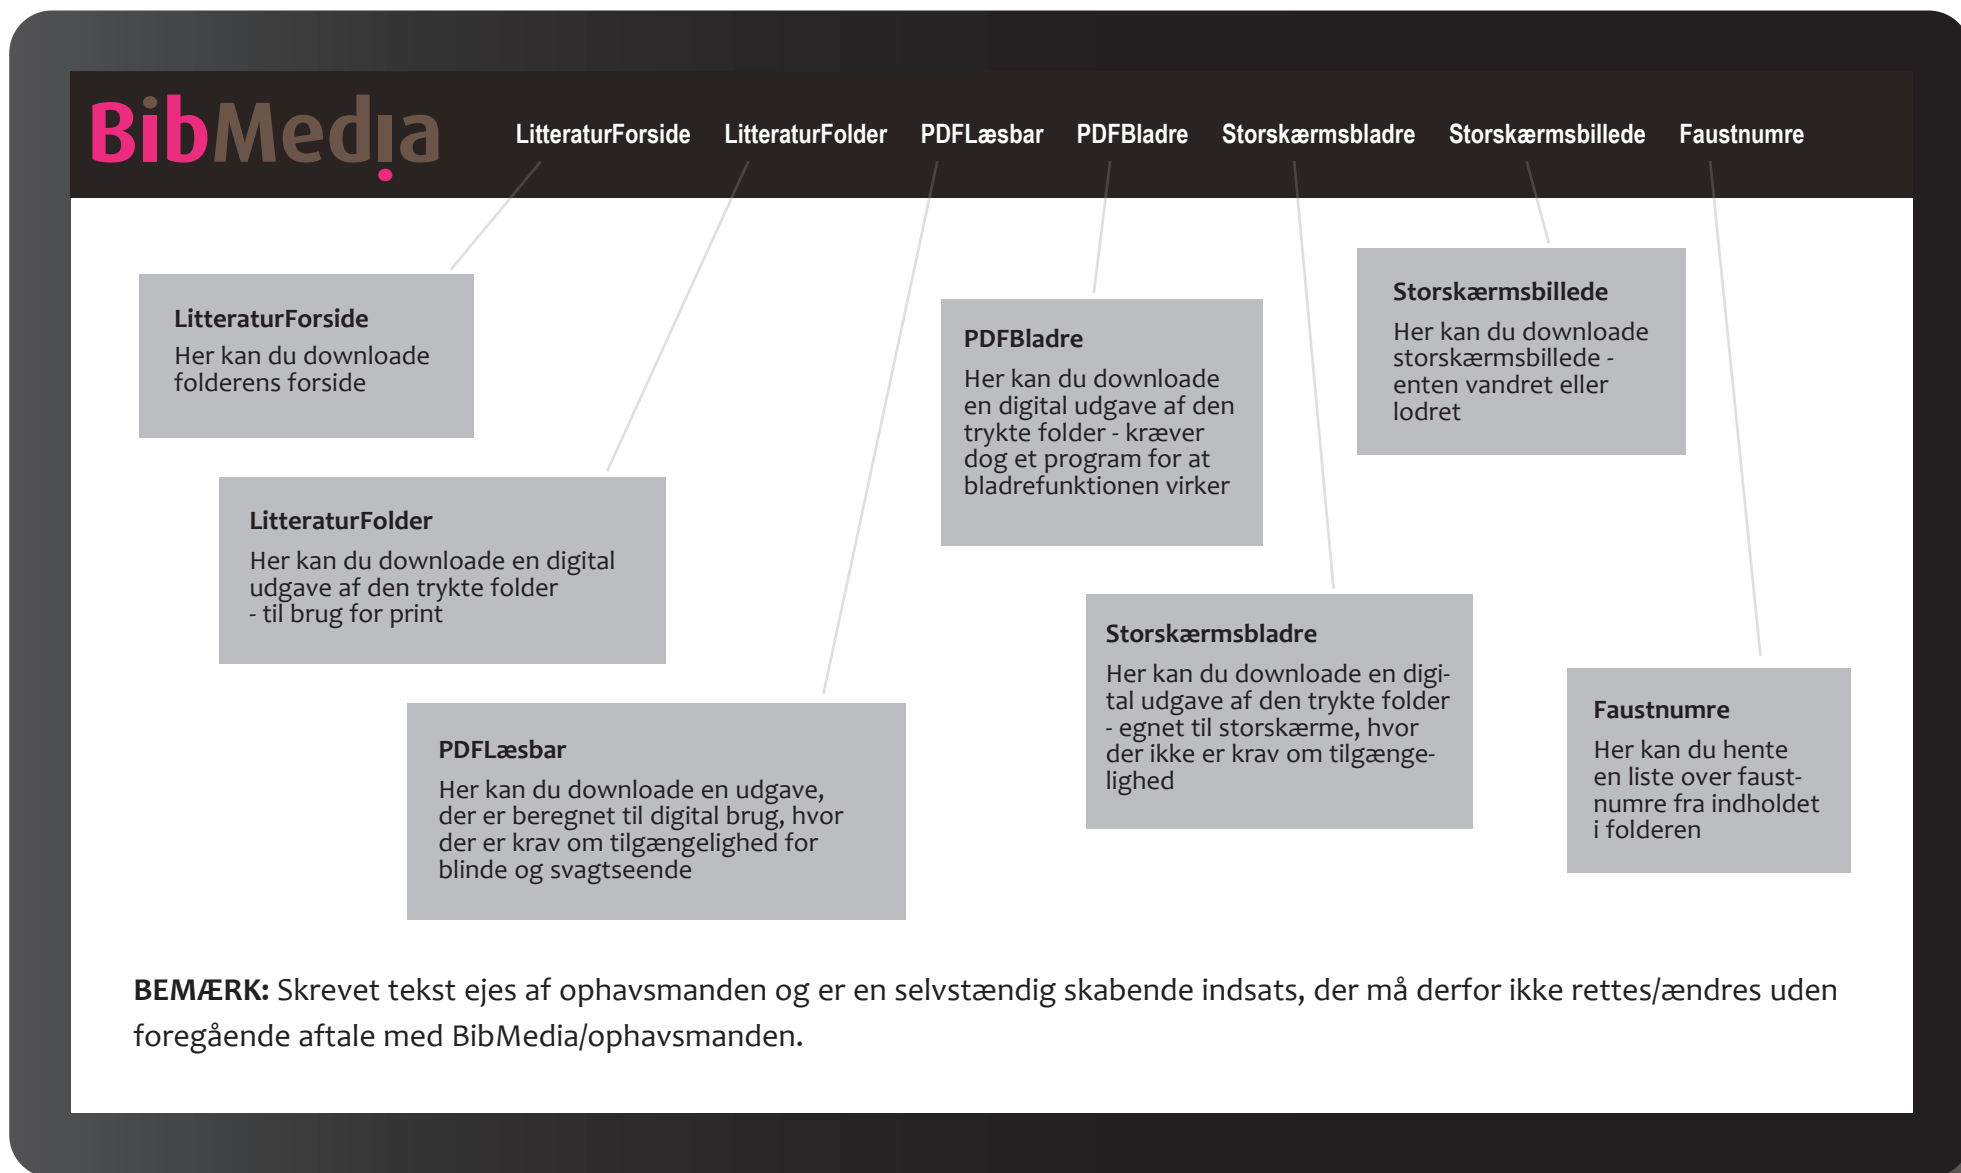 BibMedia
LitteraturForside LitteraturFolder PDFLæsbar PDFBladre Storskærmsbladre Storskærmsbillede Faustnumre
LitteraturForside
Her kan du downloade
folderens forside
LitteraturFolder
Her kan du downloade en digital
udgave af den trykte folder
- til brug for print
PDFLæsbar
Her kan du downloade en udgave,
der er beregnet til digital brug, hvor
der er krav om tilgængelighed for
blinde og svagtseende
PDFBladre
Her kan du downloade
en digital udgave af den
trykte folder - kræver
dog et program for at
bladrefunktionen virker
Storskærmsbladre
Her kan du downloade en digi-
tal udgave af den trykte folder
- egnet til storskærme, hvor
der ikke er krav om tilgænge-
lighed
Storskærmsbillede
Her kan du downloade
storskærmsbillede -
enten vandret eller
lodret
Faustnumre
Her kan du hente
en liste over faust-
numre fra indholdet
i folderen
BEMÆRK: Skrevet tekst ejes af ophavsmanden og er en selvstændig skabende indsats, der må derfor ikke rettes/ændres uden
foregående aftale med BibMedia/ophavsmanden.